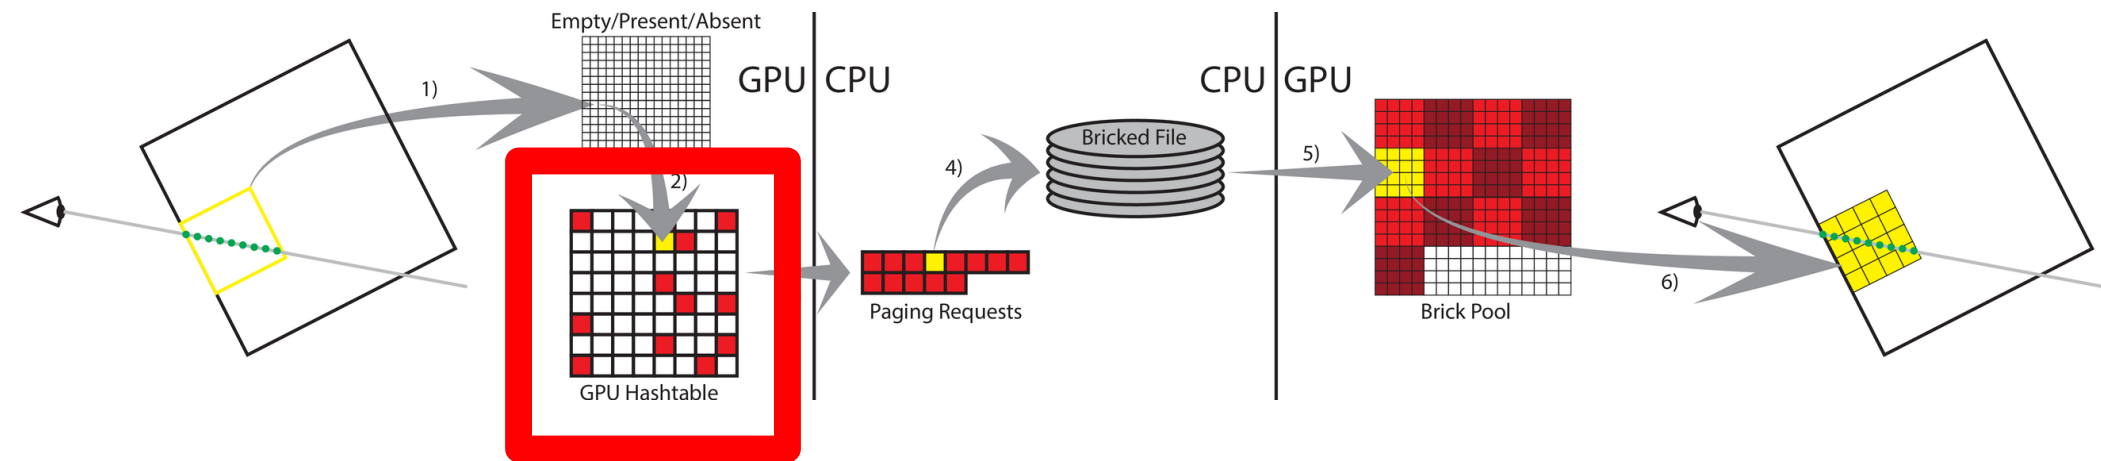 Empty/Present/Absent
1)
GPU CPU
2)
GPU Hashtable
Paging Requests
4)
Bricked File
CPU GPU
5)
Brick Pool
6)